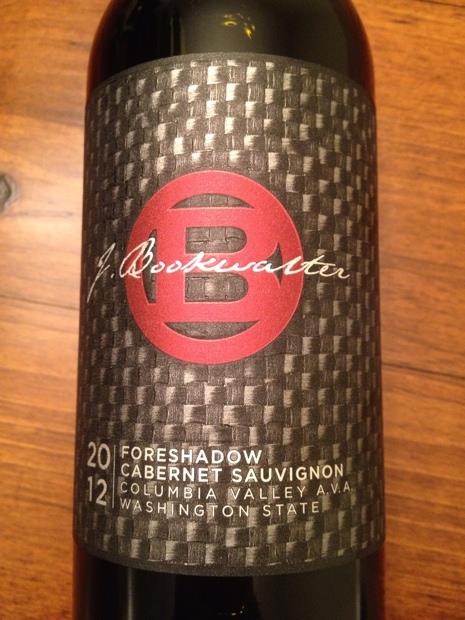 B
J. Bookwalter
20
12
FORESHADOW
CABERNET SAUVIGNON
COLUMBIA VALLEY A.V.A.
WASHINGTON STATE